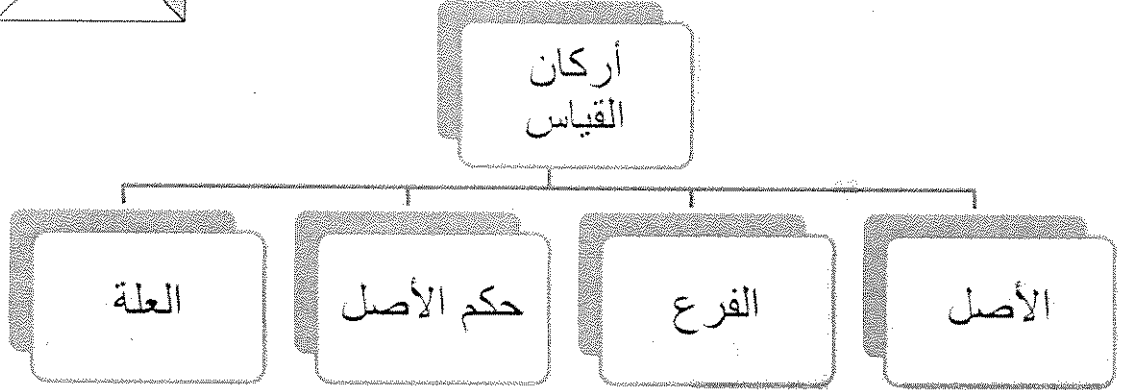 أركان
القياس
الأصل
الفرع
حكم الأصل
العلة